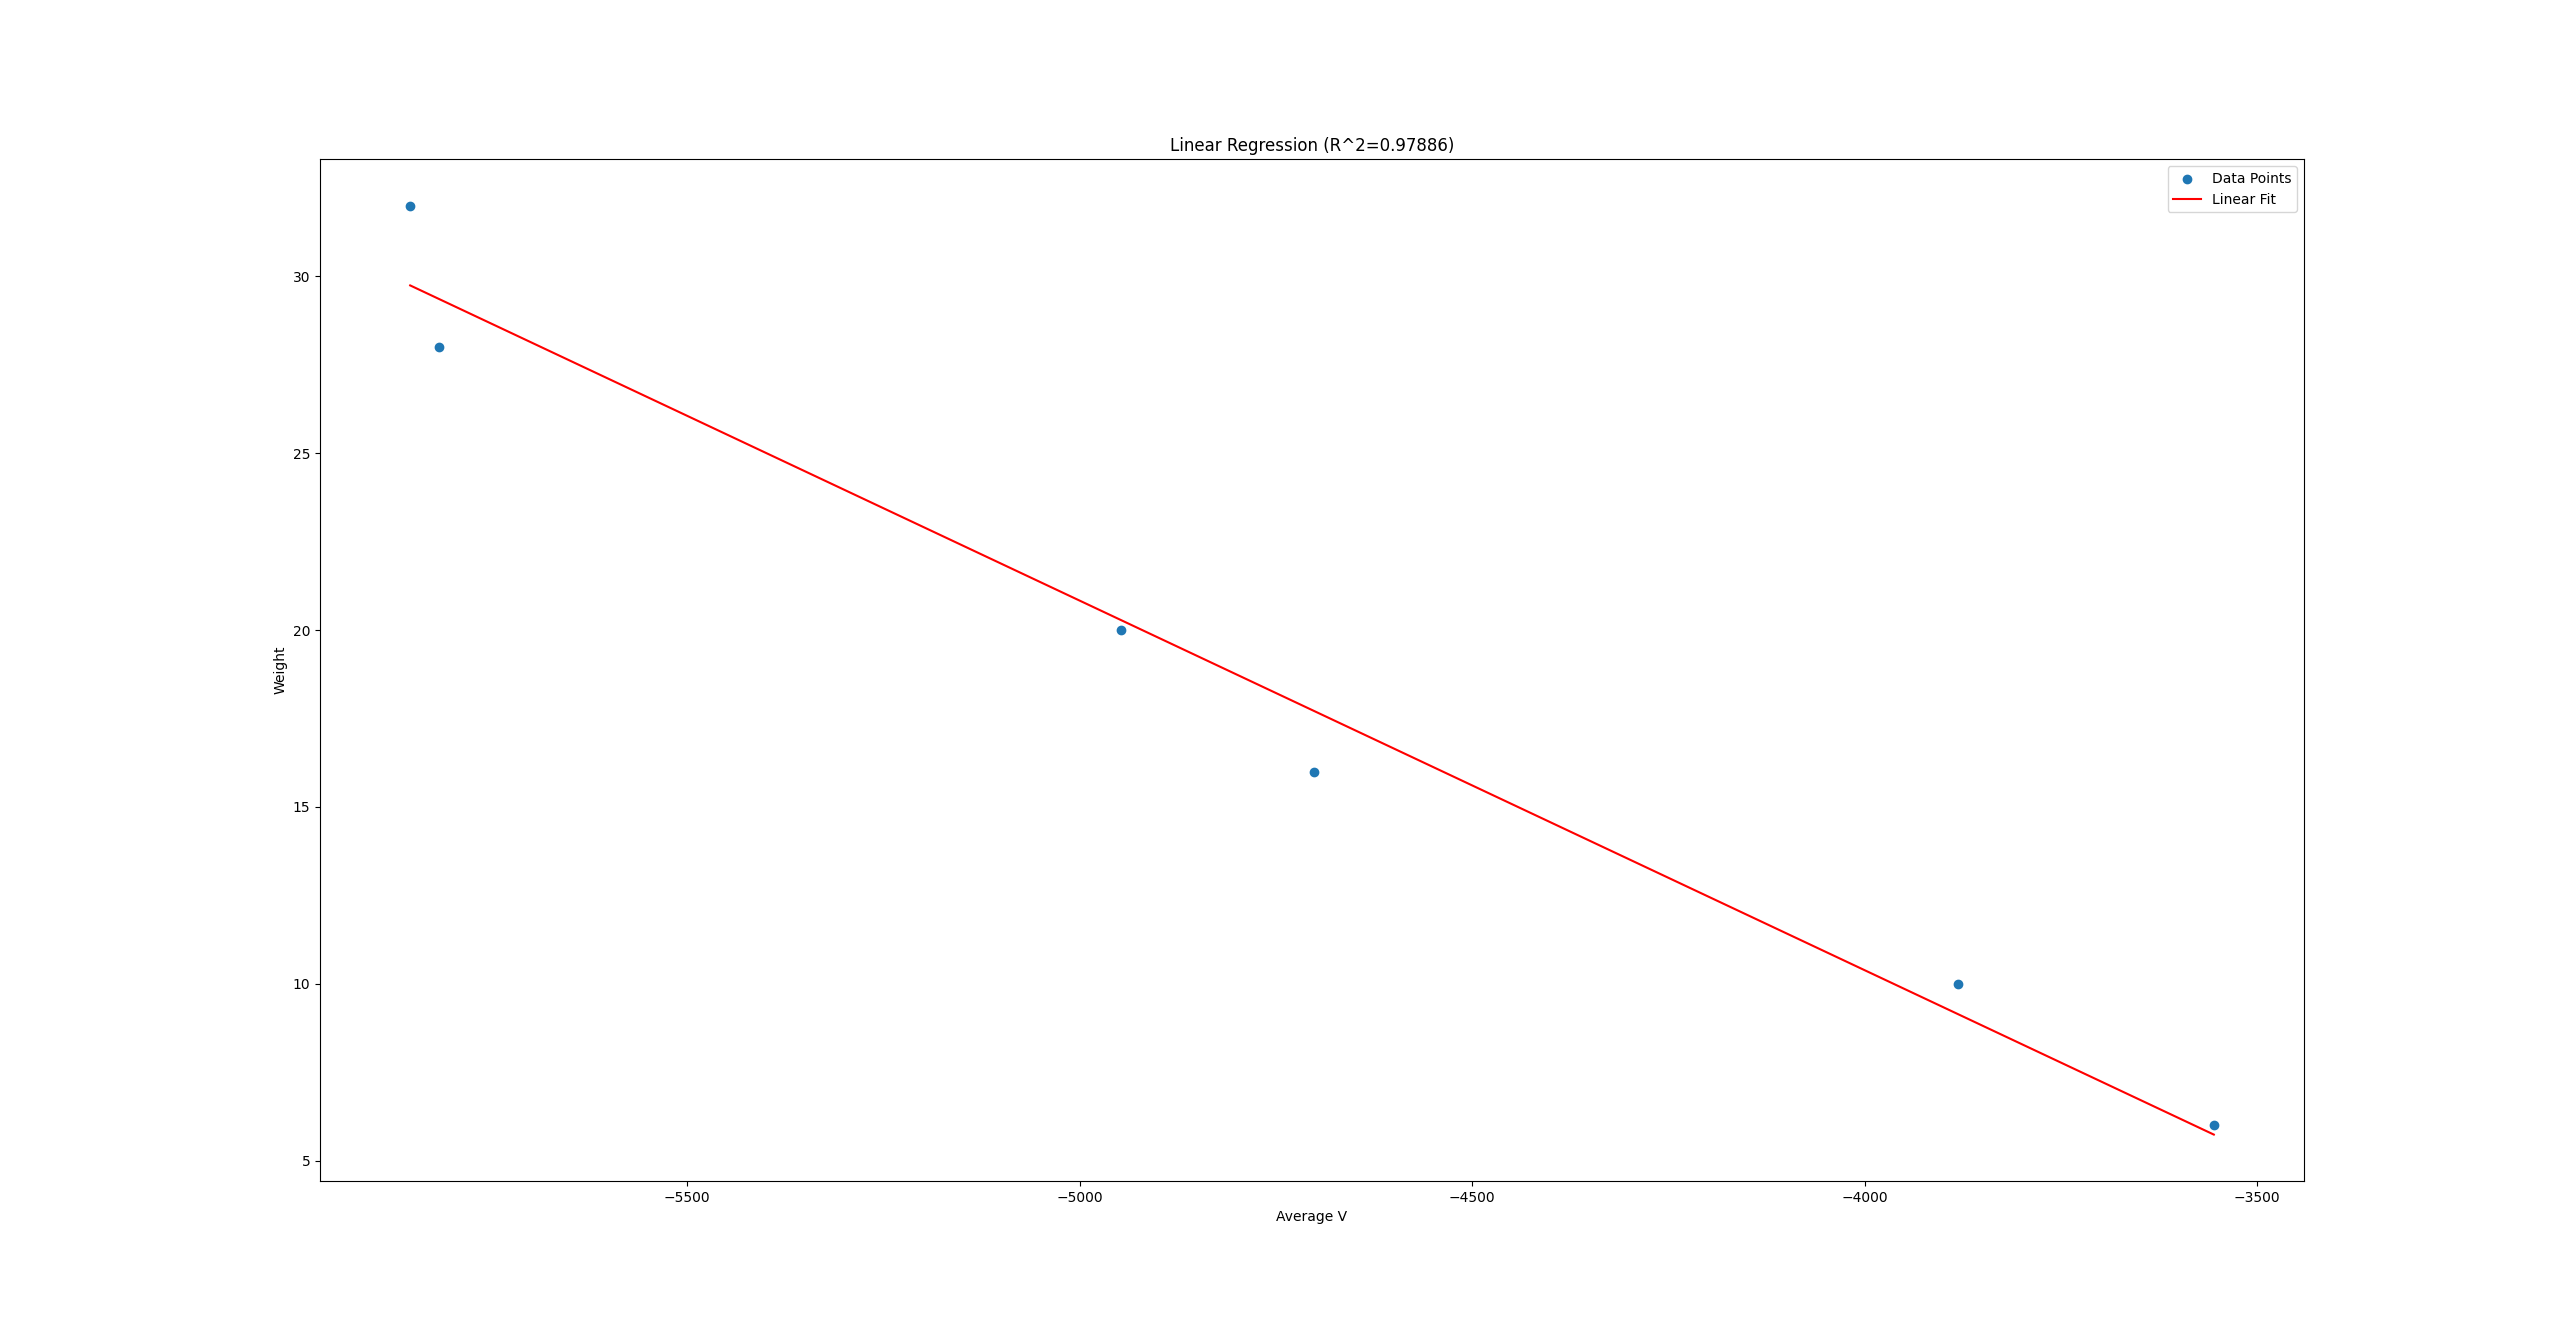 Linear Regression (R^2=0.97886)
Data Points
Linear Fit
30
25
20
15
10
5
Weight
−5500 −5000 −4500 −4000 −3500
Average V